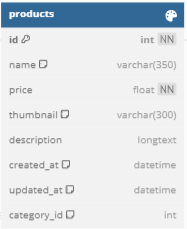 products
id int NN
name varchar(350)
price float NN
thumbnail varchar(300)
description longtext
created_at datetime
updated_at datetime
category_id int